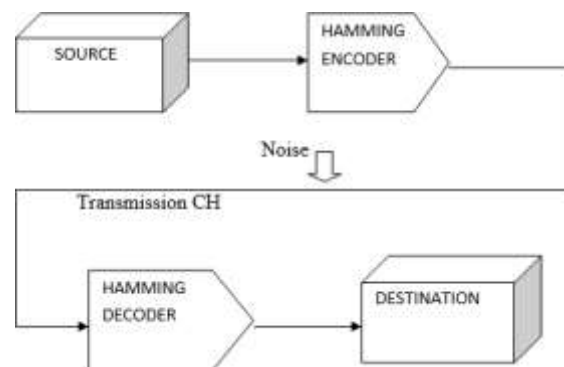 SOURCE
HAMMING
ENCODER
Noise
Transmission CH
HAMMING
DECODER
DESTINATION